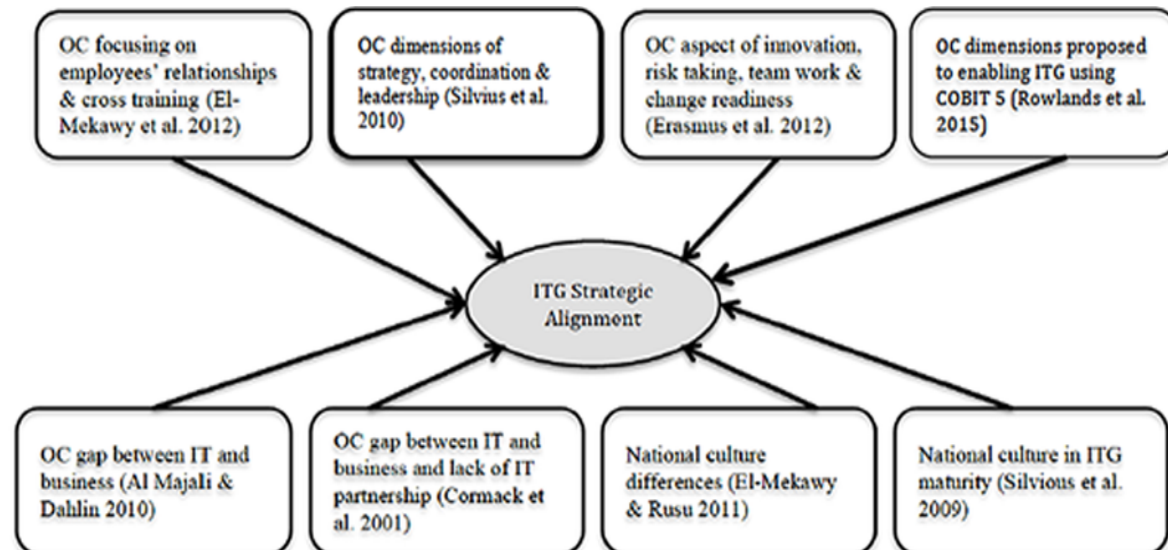 OC focusing on
employees' relationships
& cross training (El-
Mekawy et al. 2012)
OC dimensions of
strategy, coordination &
leadership (Silvius et al.
2010)
OC aspect of innovation,
risk taking, team work &
change readiness
(Erasmus et al. 2012)
OC dimensions proposed
to enabling ITG using
COBIT 5 (Rowlands et al.
2015)
ITG Strategic
Alignment
OC gap between IT and
business (Al Majali &
Dahlin 2010)
OC gap between IT and
business and lack of IT
partnership (Cormack et
al. 2001)
National culture
differences (El-Mekawy
& Rusu 2011)
National culture in ITG
maturity (Silvious et al.
2009)